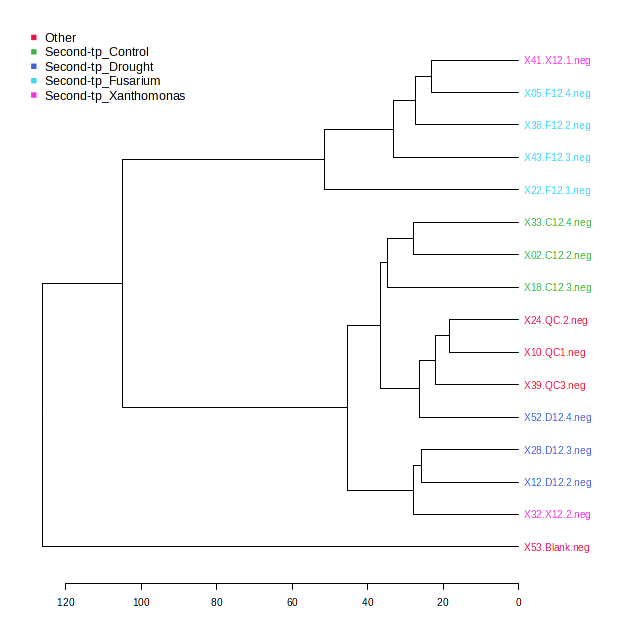 Other
Second-tp_Control
Second-tp_Drought
Second-tp_Fusarium
Second-tp_Xanthomonas
X41.X12.1.neg
X05.F12.4.neg
X38.F12.2.neg
X43.F12.3.neg
X22.F12.1.neg
X33.C12.4.neg
X02.C12.2.neg
X18.C12.3.neg
X24.QC.2.neg
X10.QC1.neg
X39.QC3.neg
X52.D12.4.neg
X28.D12.3.neg
X12.D12.2.neg
X32.X12.2.neg
X53.Blank.neg
120 100 80 60 40 20 0